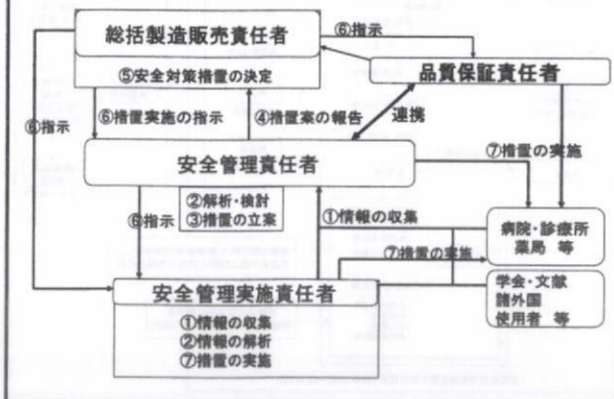 総括製造販売責任者
⑥指示
⑤安全対策措置の決定
品質保証責任者
⑥指示
⑥措置実施の指示
④措置案の報告
連携
安全管理責任者
⑦措置の実施
②解析・検討
③措置の立案
⑥指示
①情報の収集
病院・診療所
薬局 等
⑦措置の実施
安全管理実施責任者
学会・文献
諸外国
使用者 等
①情報の収集
②情報の解析
⑦措置の実施